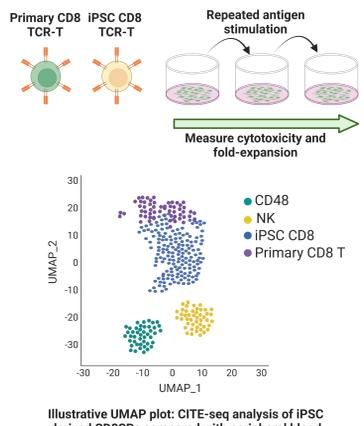 Primary CD8 TCR-T
iPSC CD8 TCR-T
Repeated antigen
stimulation
Measure cytotoxicity and
fold-expansion
30
20
10
0
-10
-20
-30
UMAP_2
CD48
NK
iPSC CD8
Primary CD8 T
-30 -20 -10 0 10 20 30
UMAP_1
Illustrative UMAP plot: CITE-seq analysis of iPSC